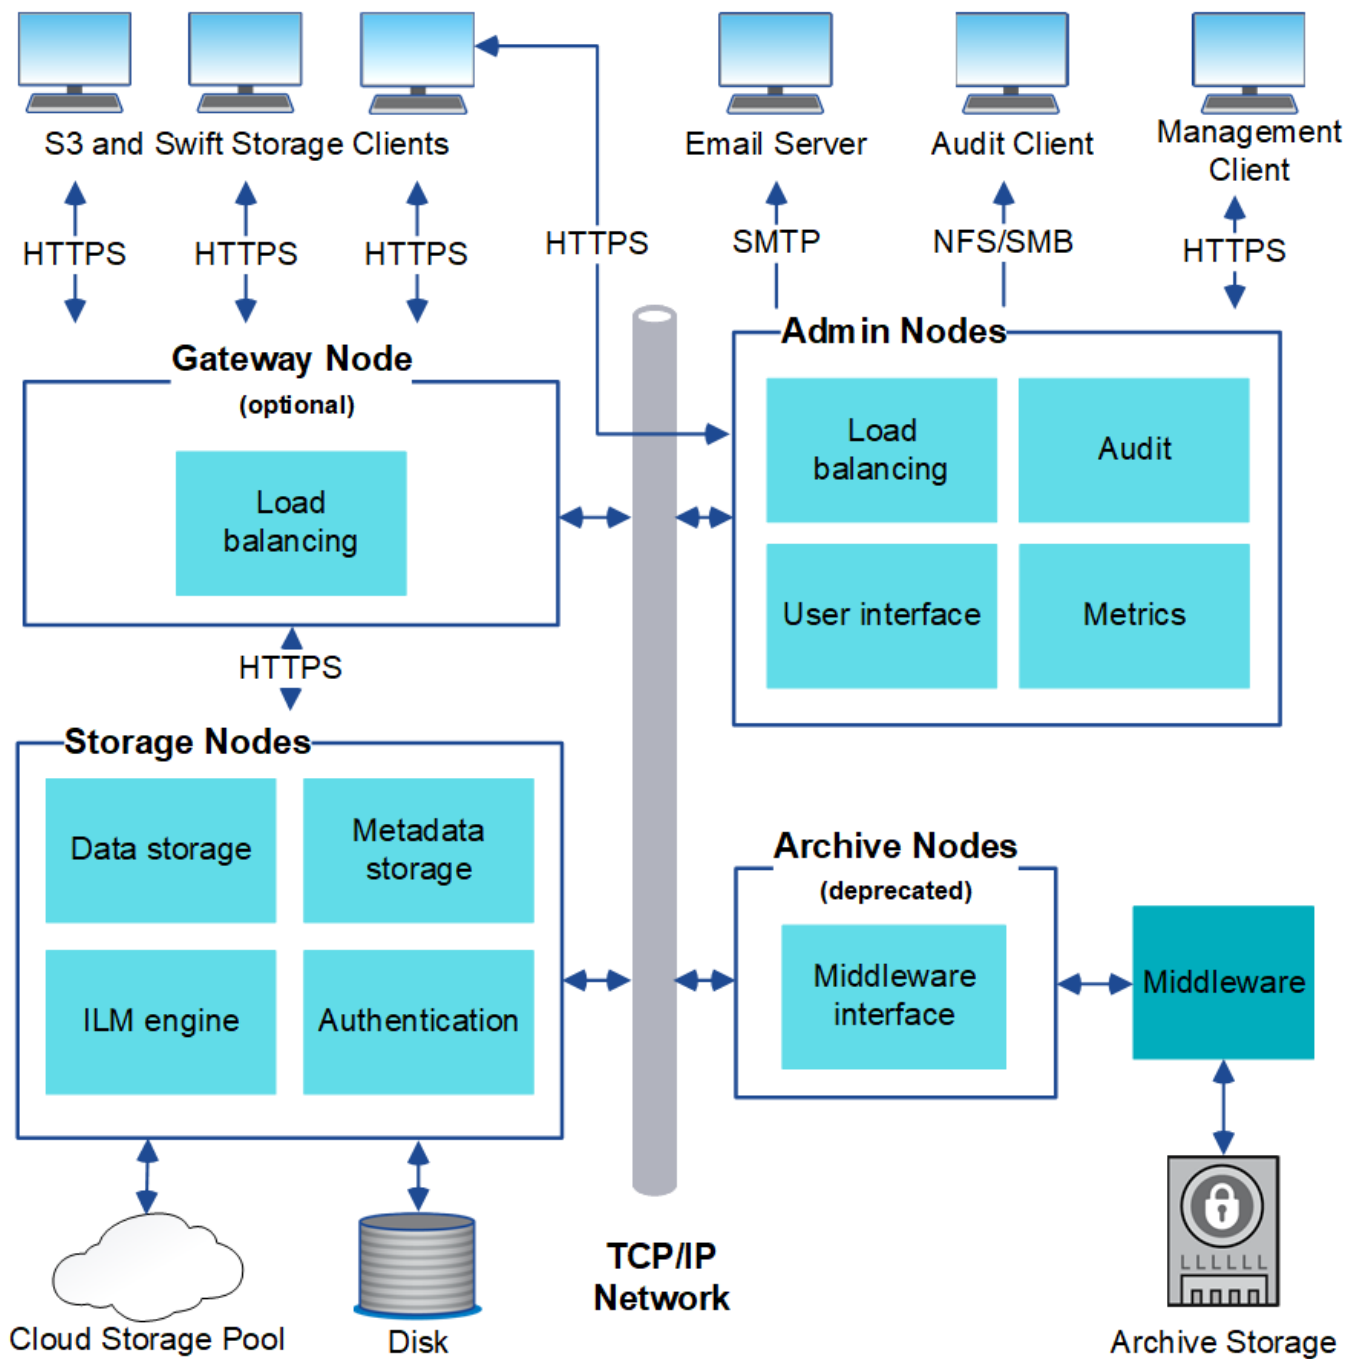 S3 and Swift Storage Clients
Email Server
Audit Client
Management
Client
HTTPS
HTTPS
HTTPS
HTTPS
SMTP
NFS/SMB
HTTPS
Gateway Node
(optional)
Load
balancing
Admin Nodes
Load
balancing
Audit
User interface
Metrics
HTTPS
Storage Nodes
Data storage
Metadata
storage
ILM engine
Authentication
Archive Nodes
(deprecated)
Middleware
interface
Middleware
Cloud Storage Pool
Disk
TCP/IP
Network
LLLLLL
Archive Storage